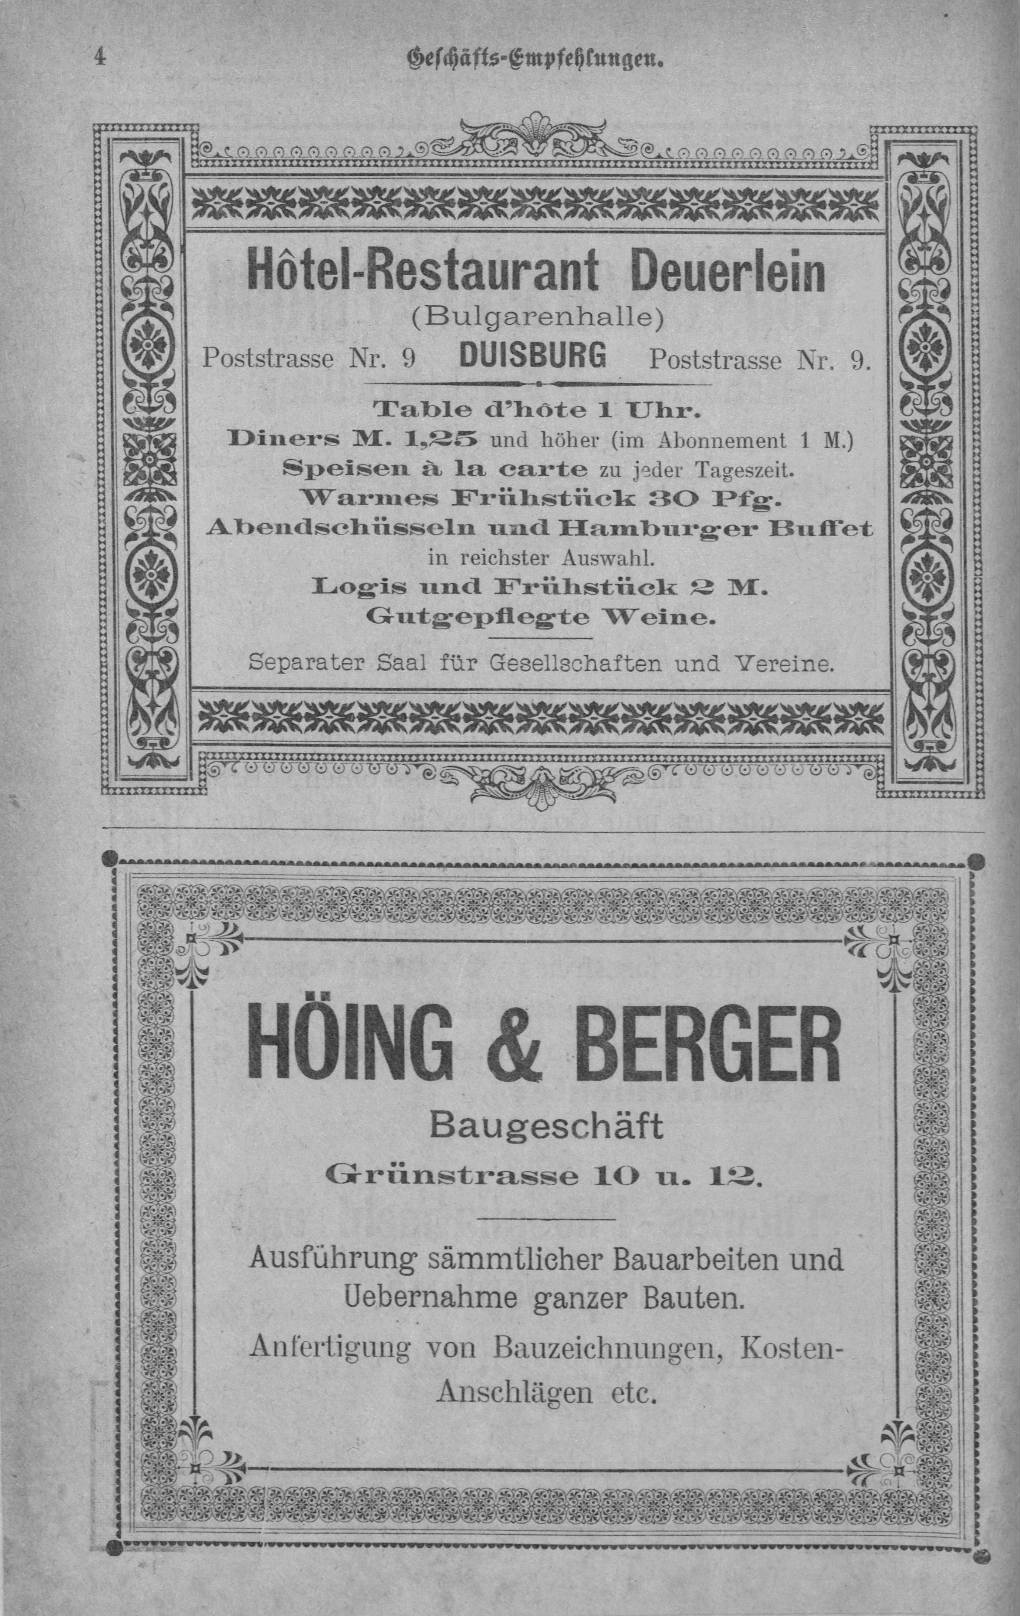 4 Geschäfts-Empfehlungen.
Hôtel-Restaurant Deuerlein
(Bulgarenhalle)
Poststrasse Nr. 9 DUISBURG Poststrasse Nr. 9.
Table d'hôte 1 Uhr.
Diners M. 1,25 und höher (im Abonnement 1 M.)
Speisen à la carte zu jeder Tageszeit.
Warmes Frühstück 30 Pfg.
Abendschüsseln und Hamburger Buffet
in reichster Auswahl.
Logis und Frühstück 2 M.
Gutgepflegte Weine.
Separater Saal für Gesellschaften und Vereine.
HÖING & BERGER
Baugeschäft
Grünstrasse 10 u. 12.
Ausführung sämmtlicher Bauarbeiten und
Uebernahme ganzer Bauten.
Anfertigung von Bauzeichnungen, Kosten-
Anschlägen etc.